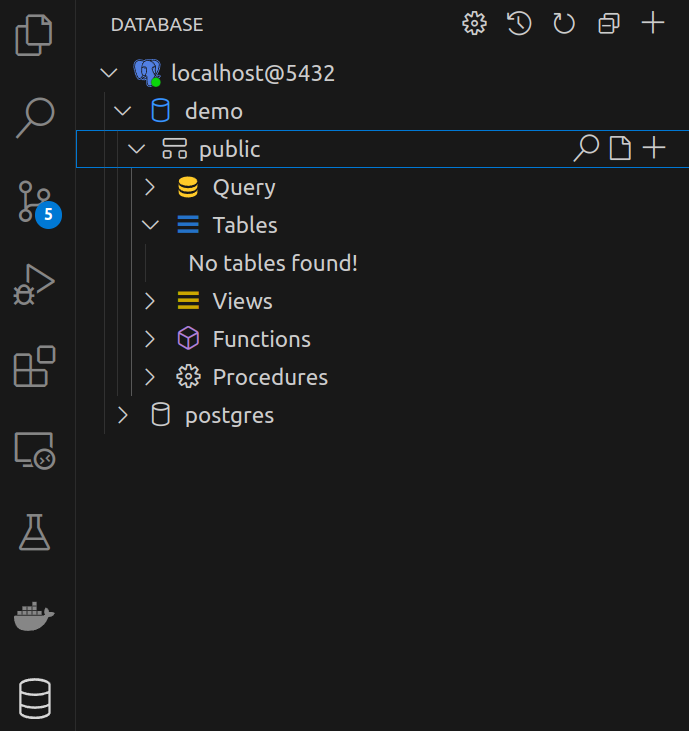 DATABASE
localhost@5432
demo
public
Query
5
Tables
No tables found!
Views
Functions
Procedures
postgres